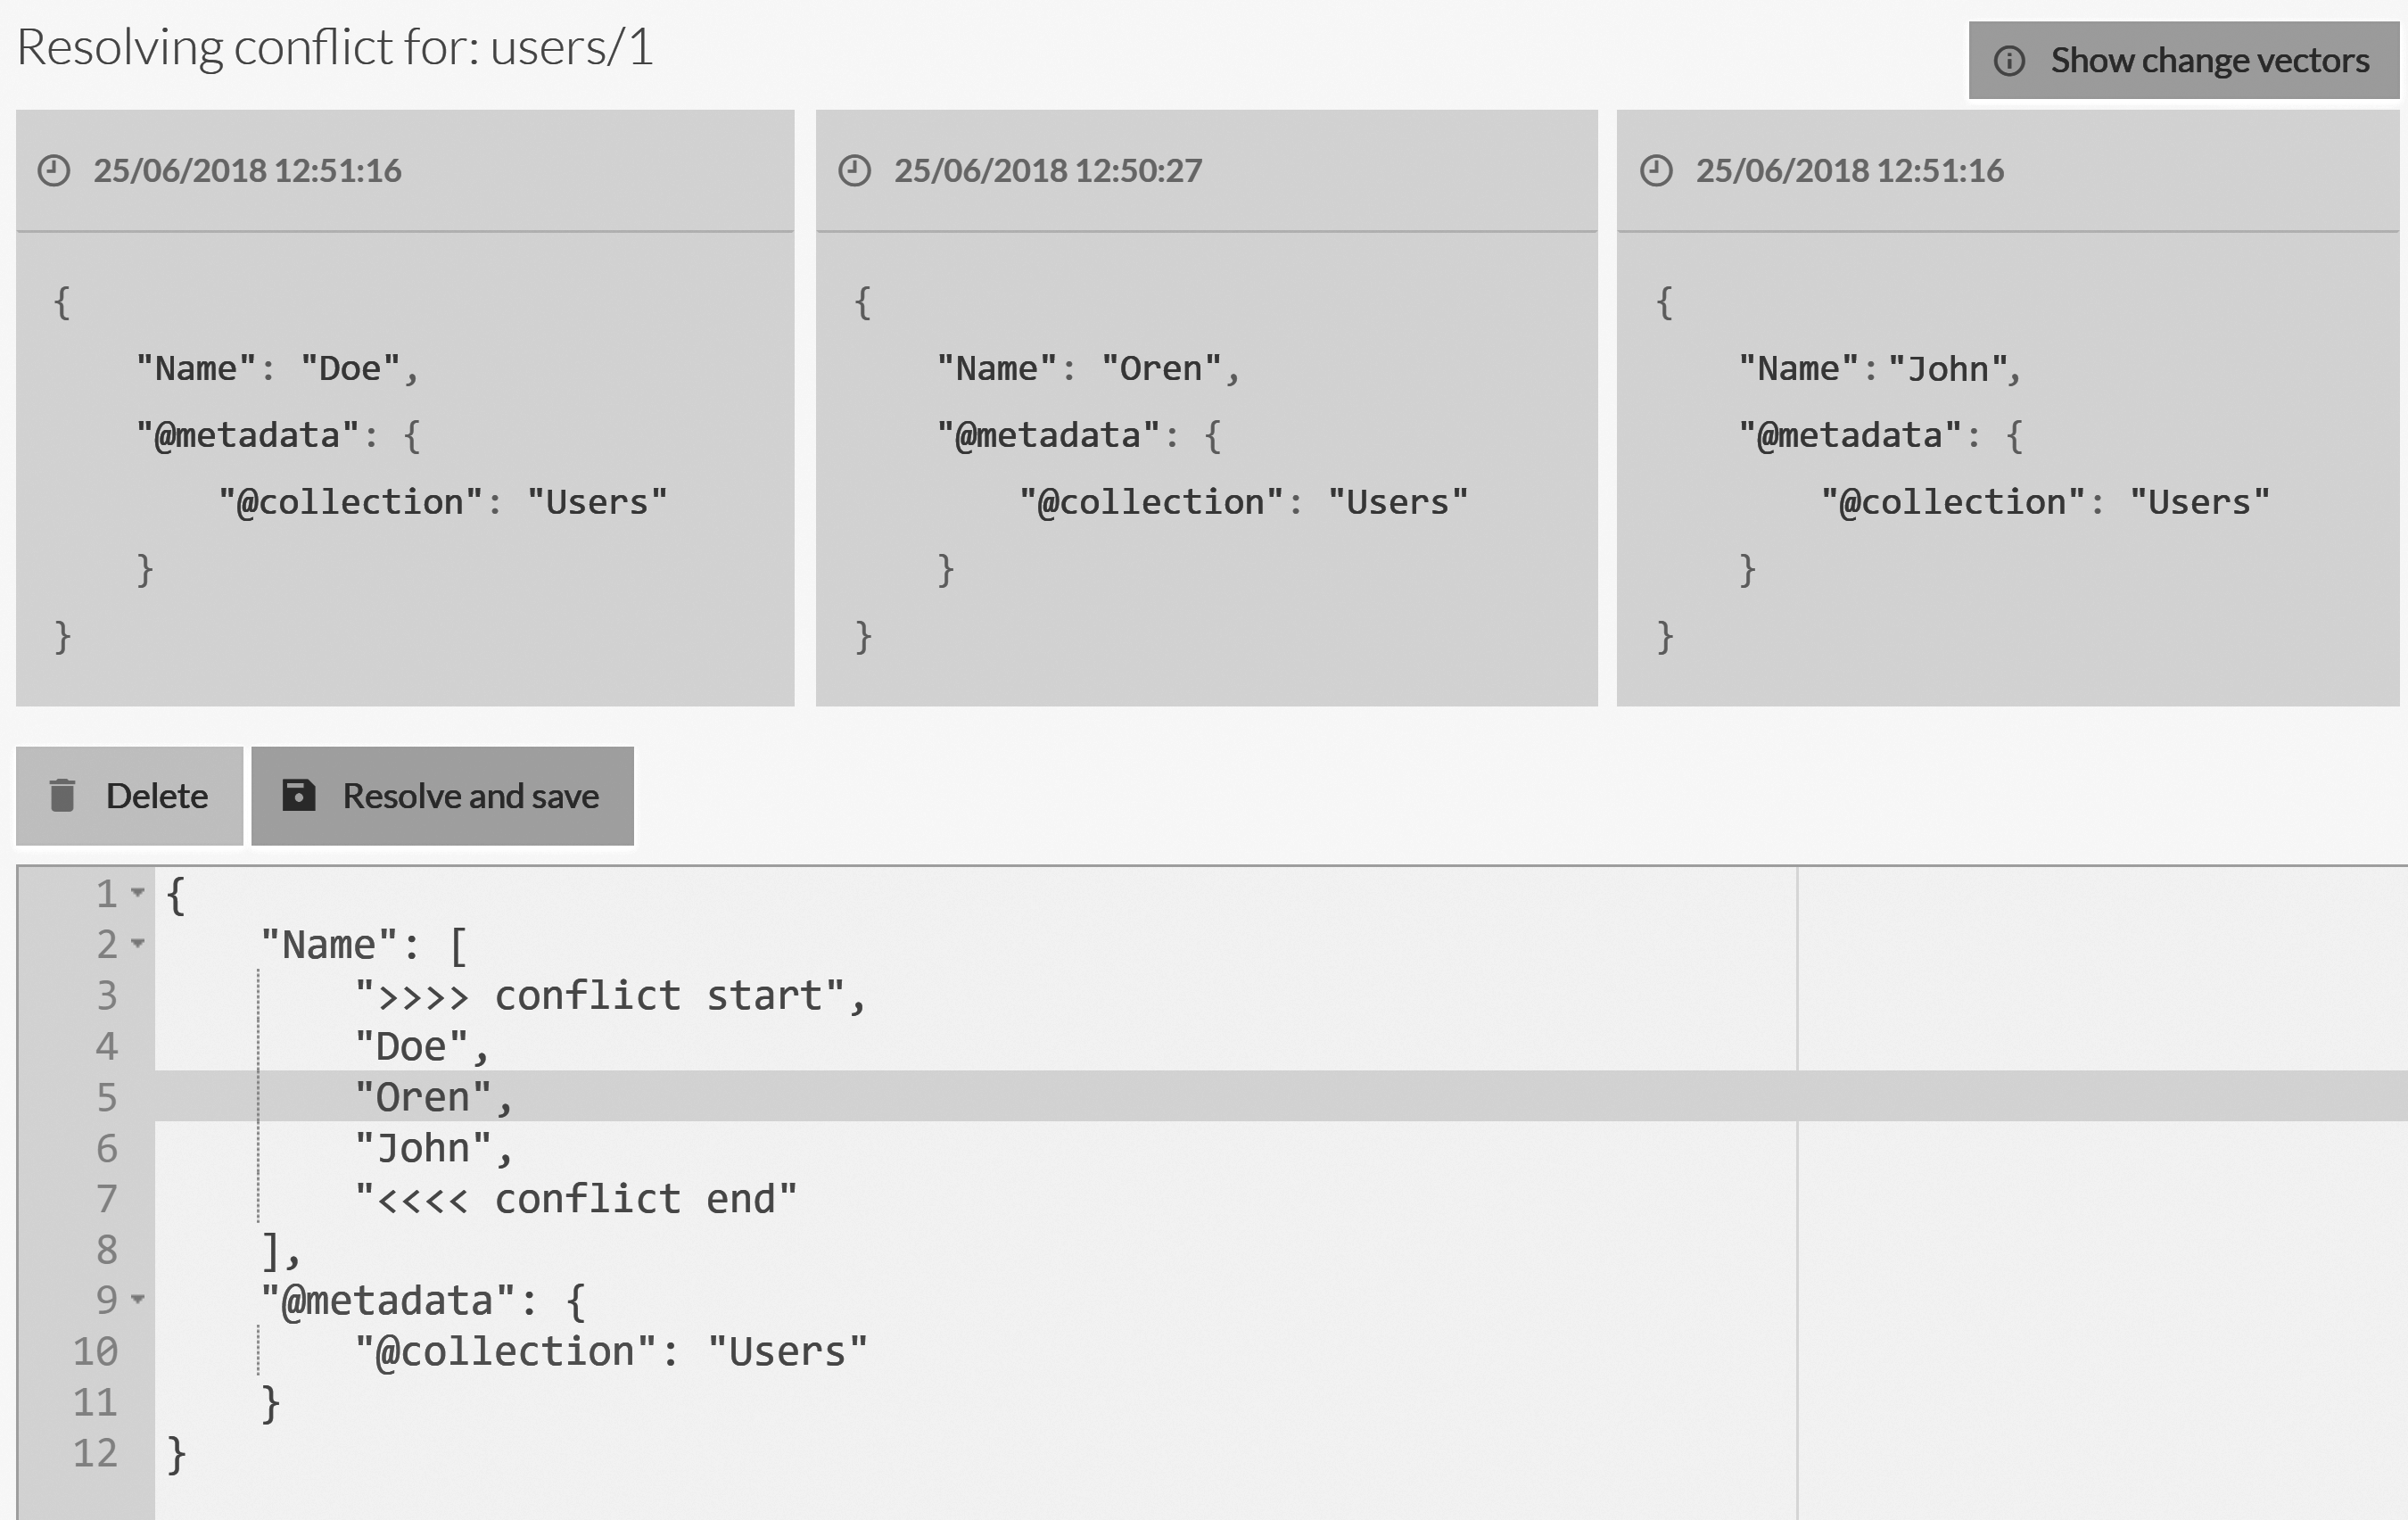 Resolving conflict for: users/1
Show change vectors
25/06/2018 12:51:16
{
"Name": "Doe",
"@metadata": {
"@collection": "Users"
}
}
25/06/2018 12:50:27
{
"Name": "Oren",
"@metadata": {
"@collection": "Users"
}
}
25/06/2018 12:51:16
{
"Name": "John",
"@metadata": {
"@collection": "Users"
}
}
Delete
Resolve and save
1 {
2 "Name": [
3 ">>>> conflict start",
4 "Doe",
5 "Oren",
6 "John",
7 "<<<< conflict end"
8 ],
9 "@metadata": {
10 "@collection": "Users"
11 }
12 }